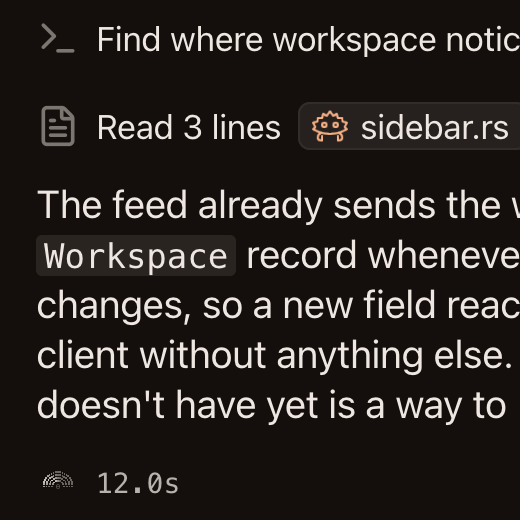 Find where workspace notic
Read 3 lines sidebar.rs
The feed already sends the w
Workspace record wheneve
changes, so a new field reac
client without anything else.
doesn't have yet is a way to
12.0s